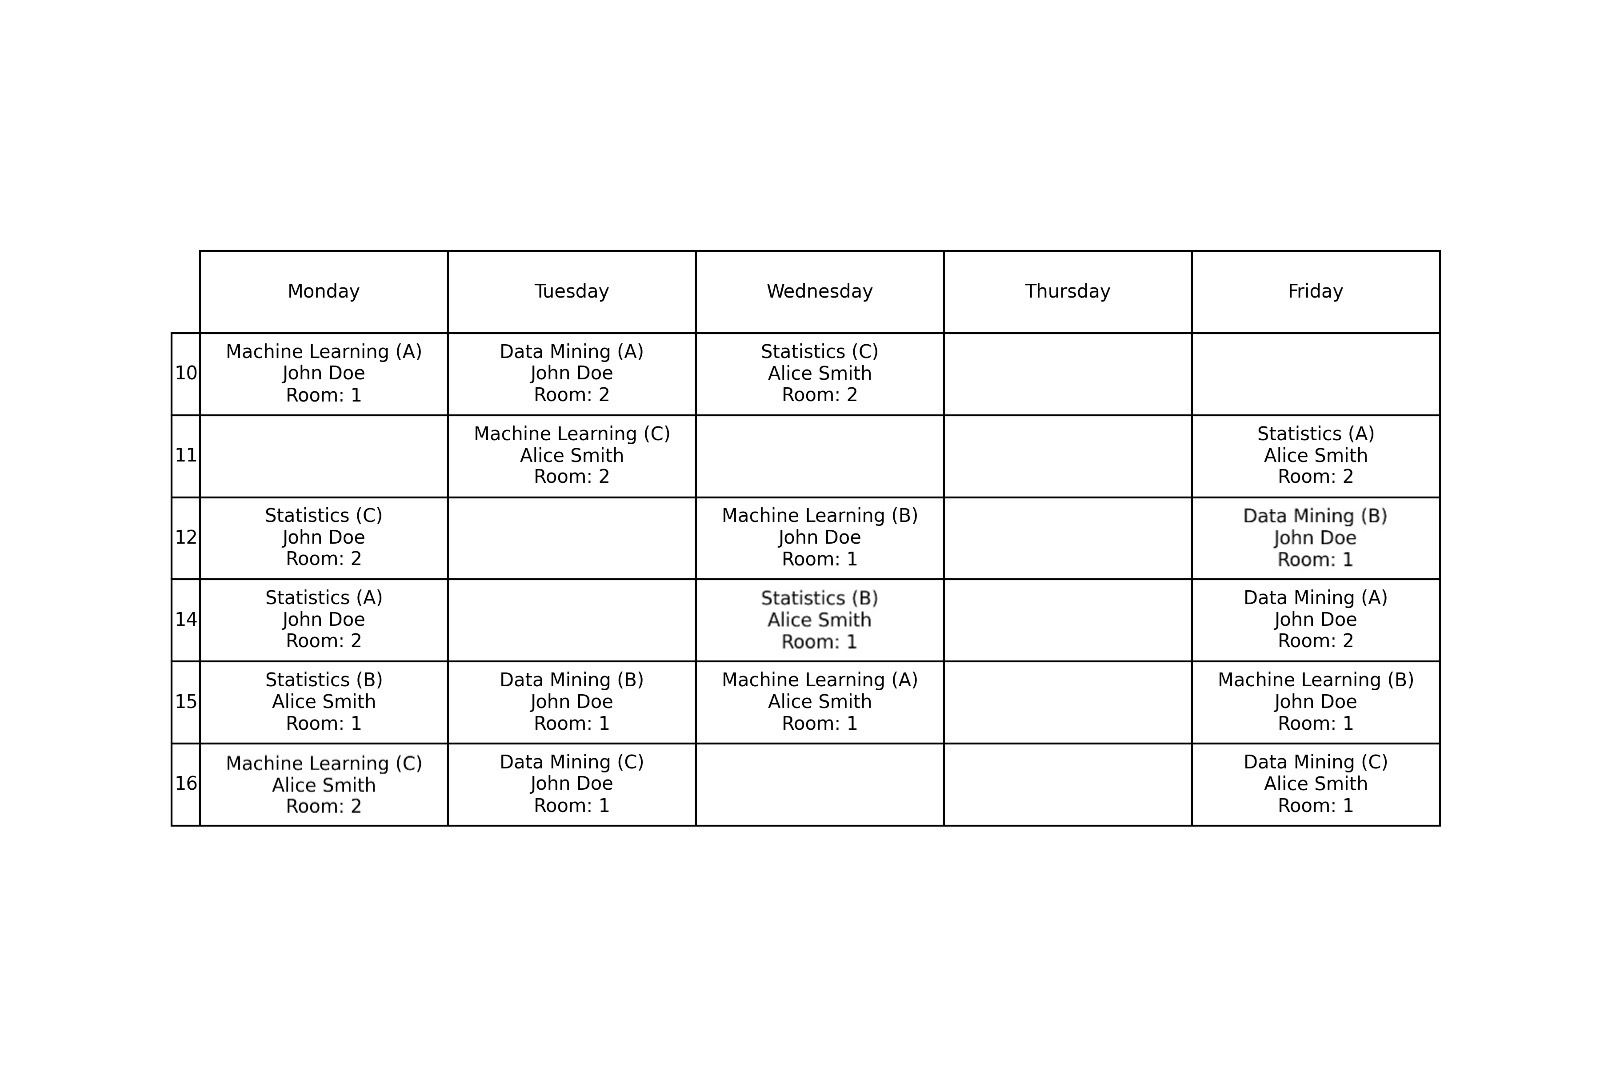 Monday
Tuesday
Wednesday
Thursday
Friday
10
Machine Learning (A)
John Doe
Room: 1
Data Mining (A)
John Doe
Room: 2
Statistics (C)
Alice Smith
Room: 2
11
Machine Learning (C)
Alice Smith
Room: 2
Statistics (A)
Alice Smith
Room: 2
12
Statistics (C)
John Doe
Room: 2
Machine Learning (B)
John Doe
Room: 1
Data Mining (B)
John Doe
Room: 1
14
Statistics (A)
John Doe
Room: 2
Statistics (B)
Alice Smith
Room: 1
Data Mining (A)
John Doe
Room: 2
15
Statistics (B)
Alice Smith
Room: 1
Data Mining (B)
John Doe
Room: 1
Machine Learning (A)
Alice Smith
Room: 1
Machine Learning (B)
John Doe
Room: 1
16
Machine Learning (C)
Alice Smith
Room: 2
Data Mining (C)
John Doe
Room: 1
Data Mining (C)
Alice Smith
Room: 1